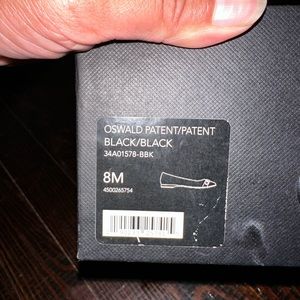 OSWALD PATENT/PATENT
BLACK/BLACK
34A01578-BBK
8M
4500265754